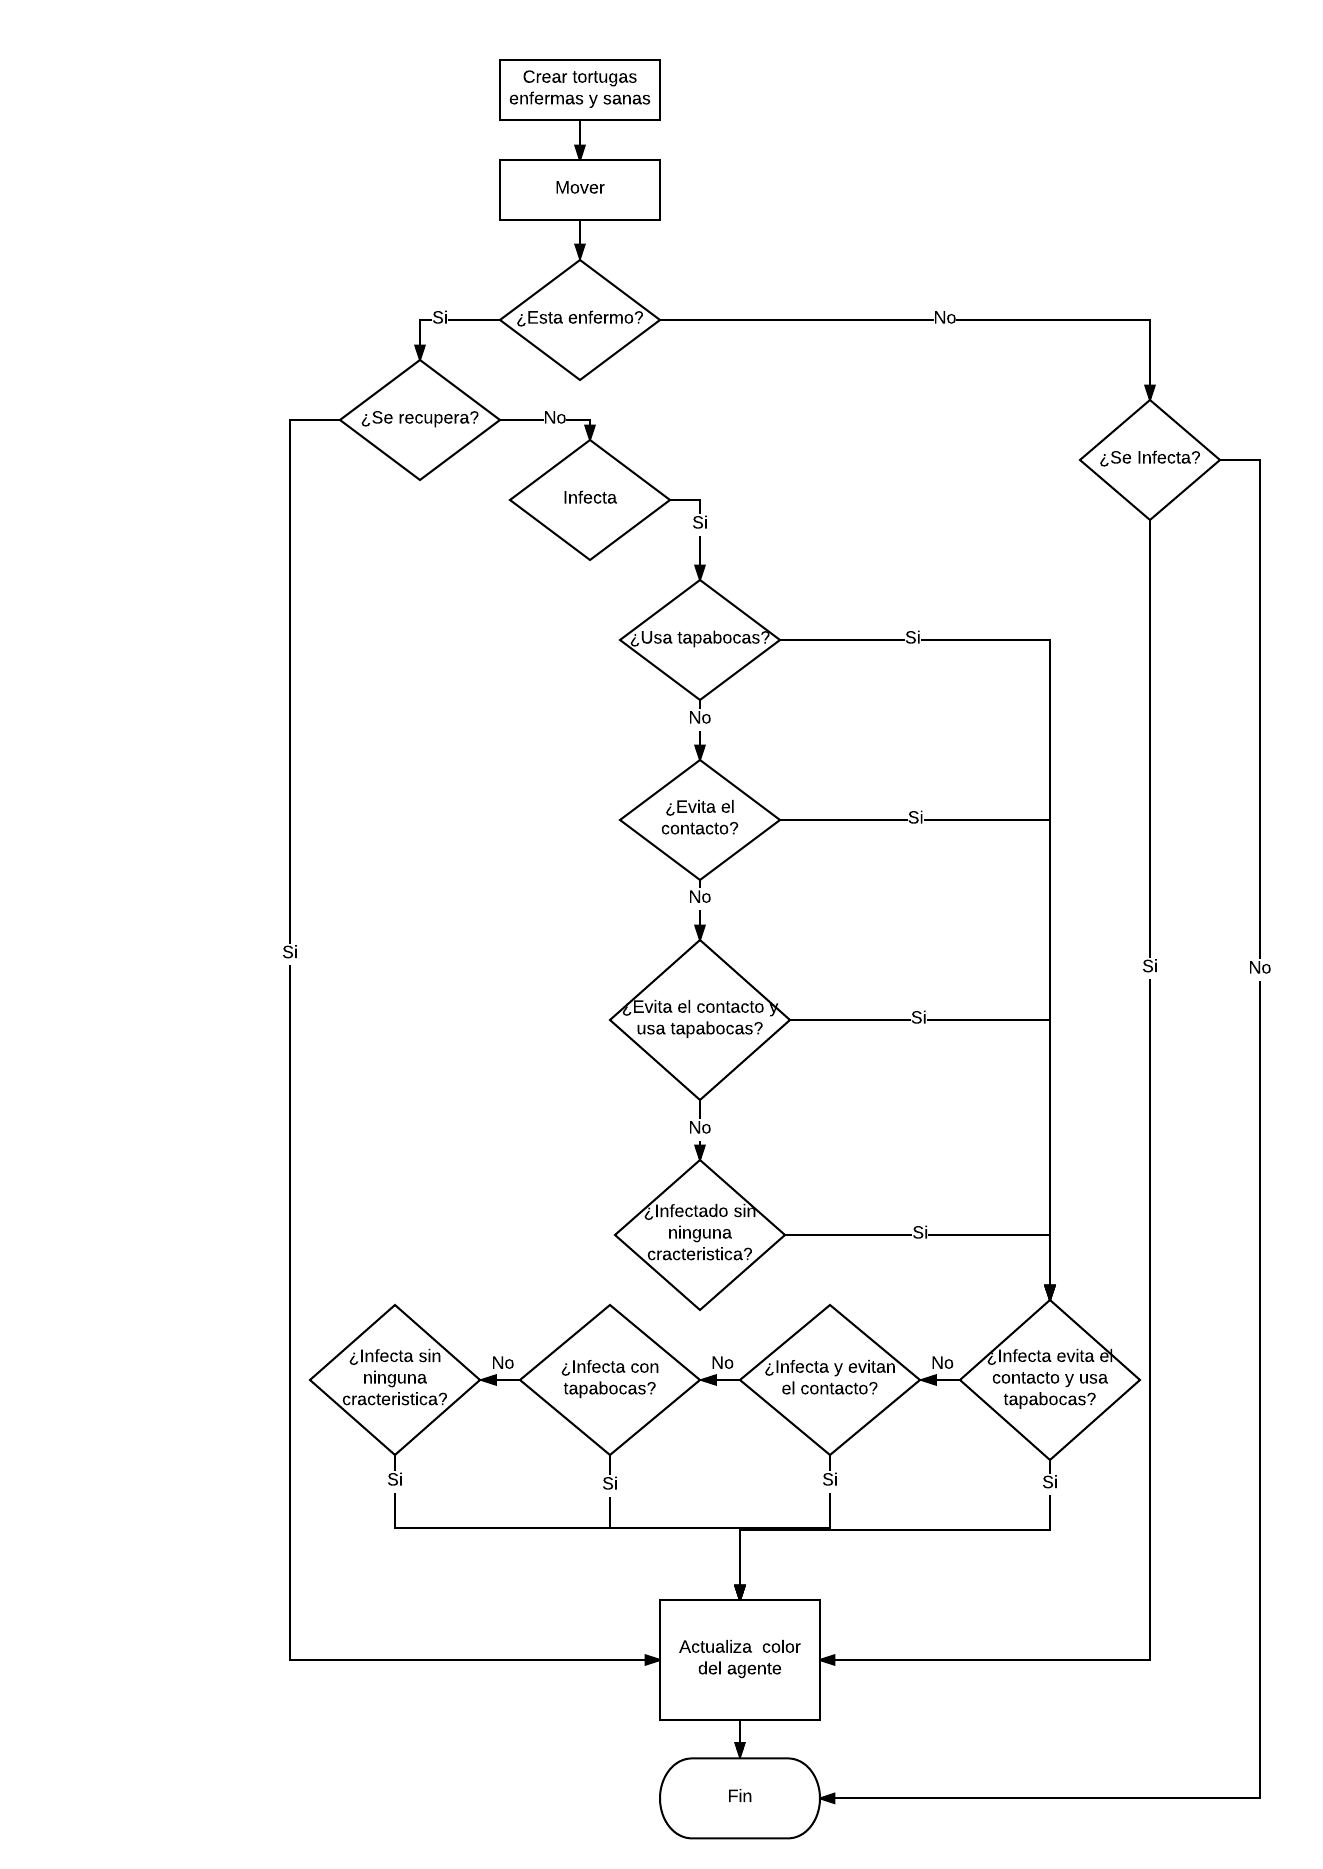 Crear tortugas
enfermas y sanas
Mover
¿Esta enfermo?
Si
No
¿Se recupera?
No
¿Se Infecta?
Infecta
Si
¿Usa tapabocas?
Si
No
¿Evita el
contacto?
Si
No
Si
Si
No
¿Evita el contacto y
usa tapabocas?
Si
No
¿Infectado sin
ninguna
cracteristica?
Si
¿Infecta sin
ninguna
cracteristica?
No
¿Infecta con
tapabocas?
No
¿Infecta y evitan
el contacto?
No
¿Infecta evita el
contacto y usa
tapabocas?
Si
Si
Si
Si
Actualiza color
del agente
Fin